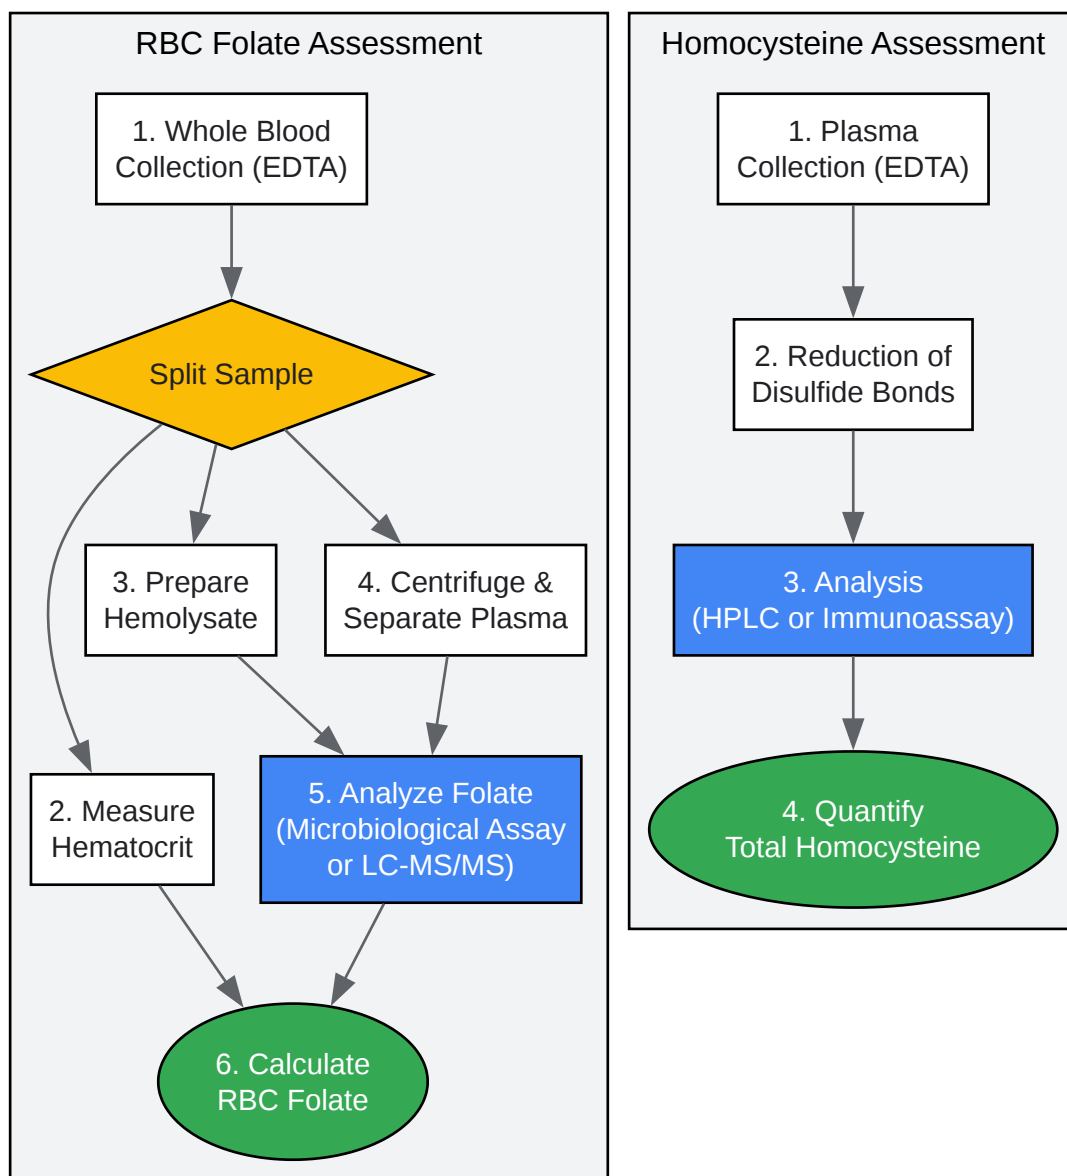 RBC Folate Assessment
1. Whole Blood
Collection (EDTA)
Split Sample
3. Prepare
Hemolysate
4. Centrifuge &
Separate Plasma
2. Measure
Hematocrit
5. Analyze Folate
(Microbiological Assay
or LC-MS/MS)
6. Calculate
RBC Folate
Homocysteine Assessment
1. Plasma
Collection (EDTA)
2. Reduction of
Disulfide Bonds
3. Analysis
(HPLC or Immunoassay)
4. Quantify
Total Homocysteine